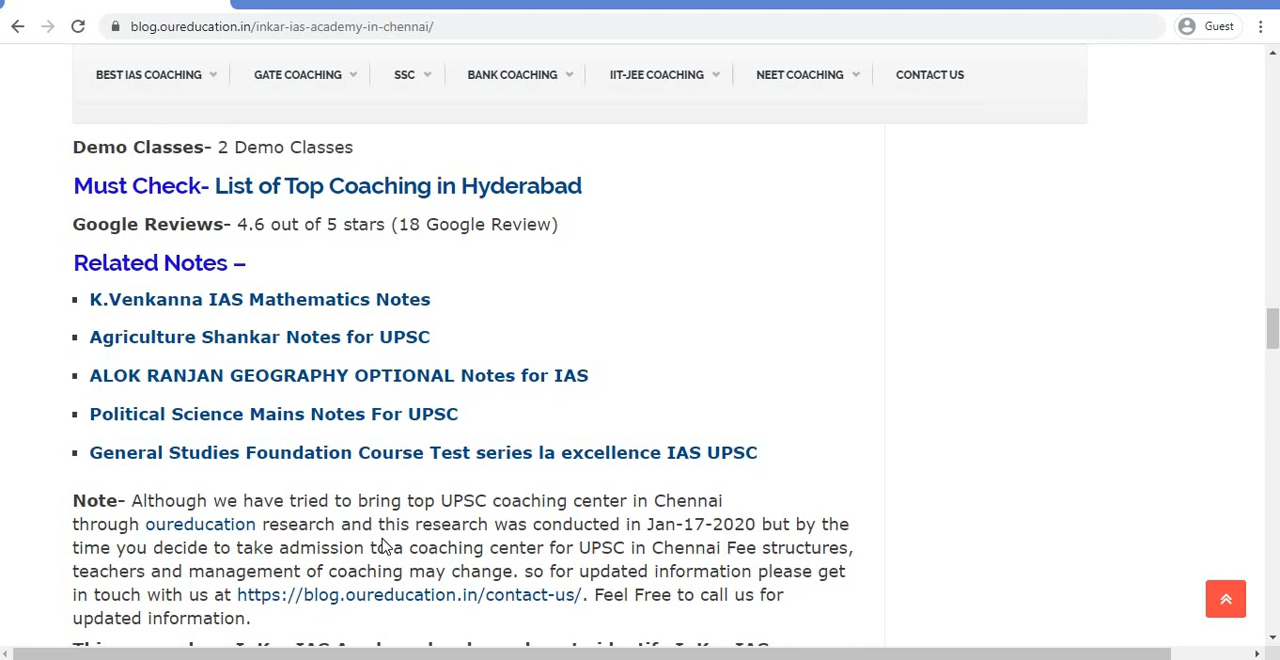 blog.oureducation.in/inkar-ias-academy-in-chennai/
Guest
BEST IAS COACHING GATE COACHING SSC BANK COACHING IIT-JEE COACHING NEET COACHING CONTACT US
Demo Classes- 2 Demo Classes
Must Check- List of Top Coaching in Hyderabad
Google Reviews- 4.6 out of 5 stars (18 Google Review)
Related Notes –
K.Venkanna IAS Mathematics Notes
Agriculture Shankar Notes for UPSC
ALOK RANJAN GEOGRAPHY OPTIONAL Notes for IAS
Political Science Mains Notes For UPSC
General Studies Foundation Course Test series la excellence IAS UPSC
Note- Although we have tried to bring top UPSC coaching center in Chennai
through oureducation research and this research was conducted in Jan-17-2020 but by the
time you decide to take admission to a coaching center for UPSC in Chennai Fee structures,
teachers and management of coaching may change. so for updated information please get
in touch with us at https://blog.oureducation.in/contact-us/. Feel Free to call us for
updated information.